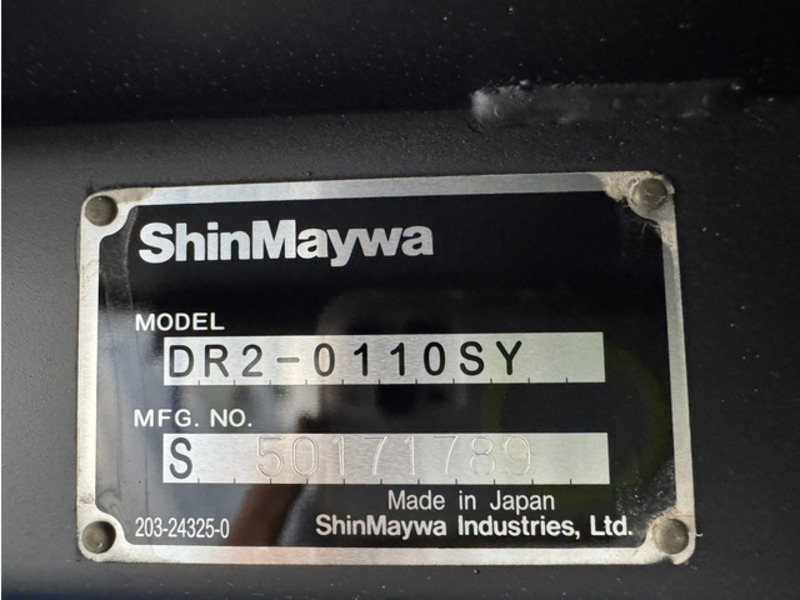 ShinMaywa
MODEL
DR2-0110SY
MFG. NO.
S 50171789
Made in Japan
203-24325-0 ShinMaywa Industries, Ltd.